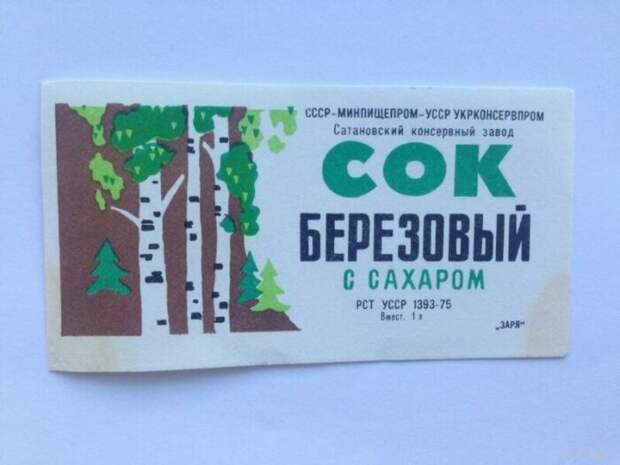 СССР-МИНПИЩЕПРОМ-УССР УКРКОНСЕРВПРОМ
Сатановский консервный завод
СОК
БЕРЕЗОВЫЙ
С САХАРОМ
РСТ УССР 1393-75
Вмест. 1 л
„ЗАРЯ“